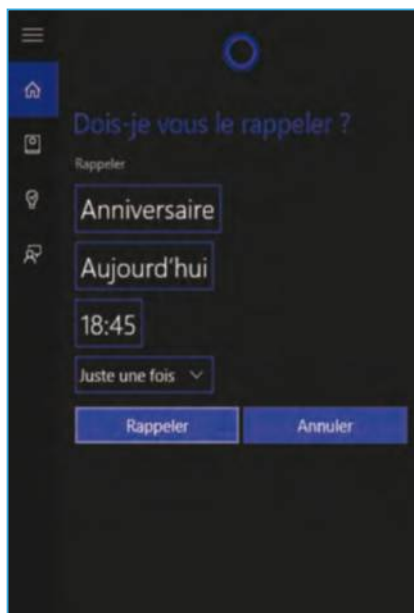 Dois-je vous le rappeler ?
Rappeler
Anniversaire
Aujourd'hui
18:45
Juste une fois
Rappeler Annuler